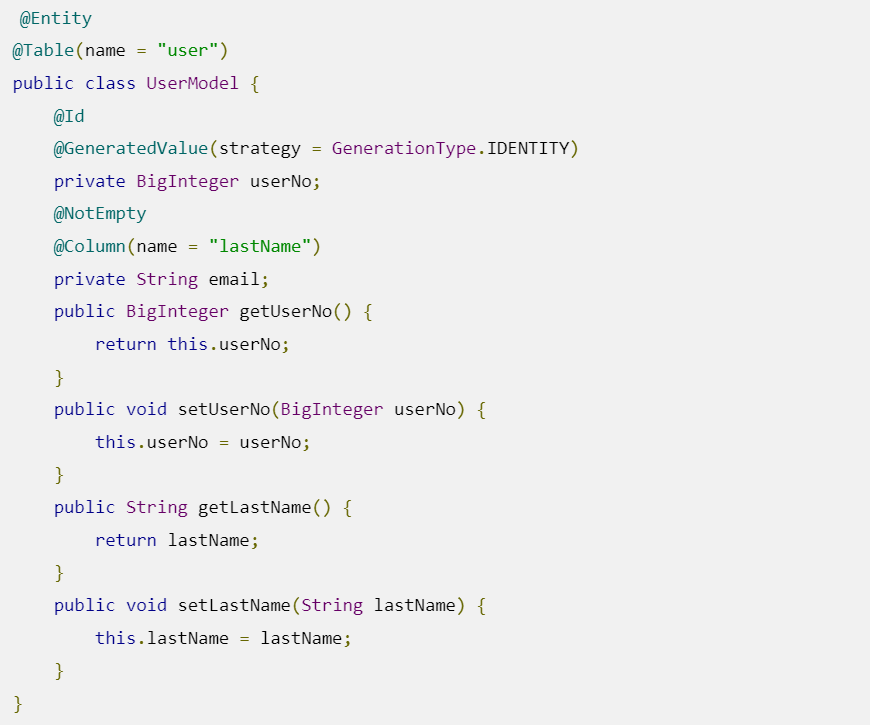 @Entity
@Table(name = "user")
public class UserModel {
@Id
@GeneratedValue(strategy = GenerationType.IDENTITY)
private BigInteger userNo;
@NotEmpty
@Column(name = "lastName")
private String email;
public BigInteger getUserNo() {
return this.userNo;
}
public void setUserNo(BigInteger userNo) {
this.userNo = userNo;
}
public String getLastName() {
return lastName;
}
public void setLastName(String lastName) {
this.lastName = lastName;
}
}